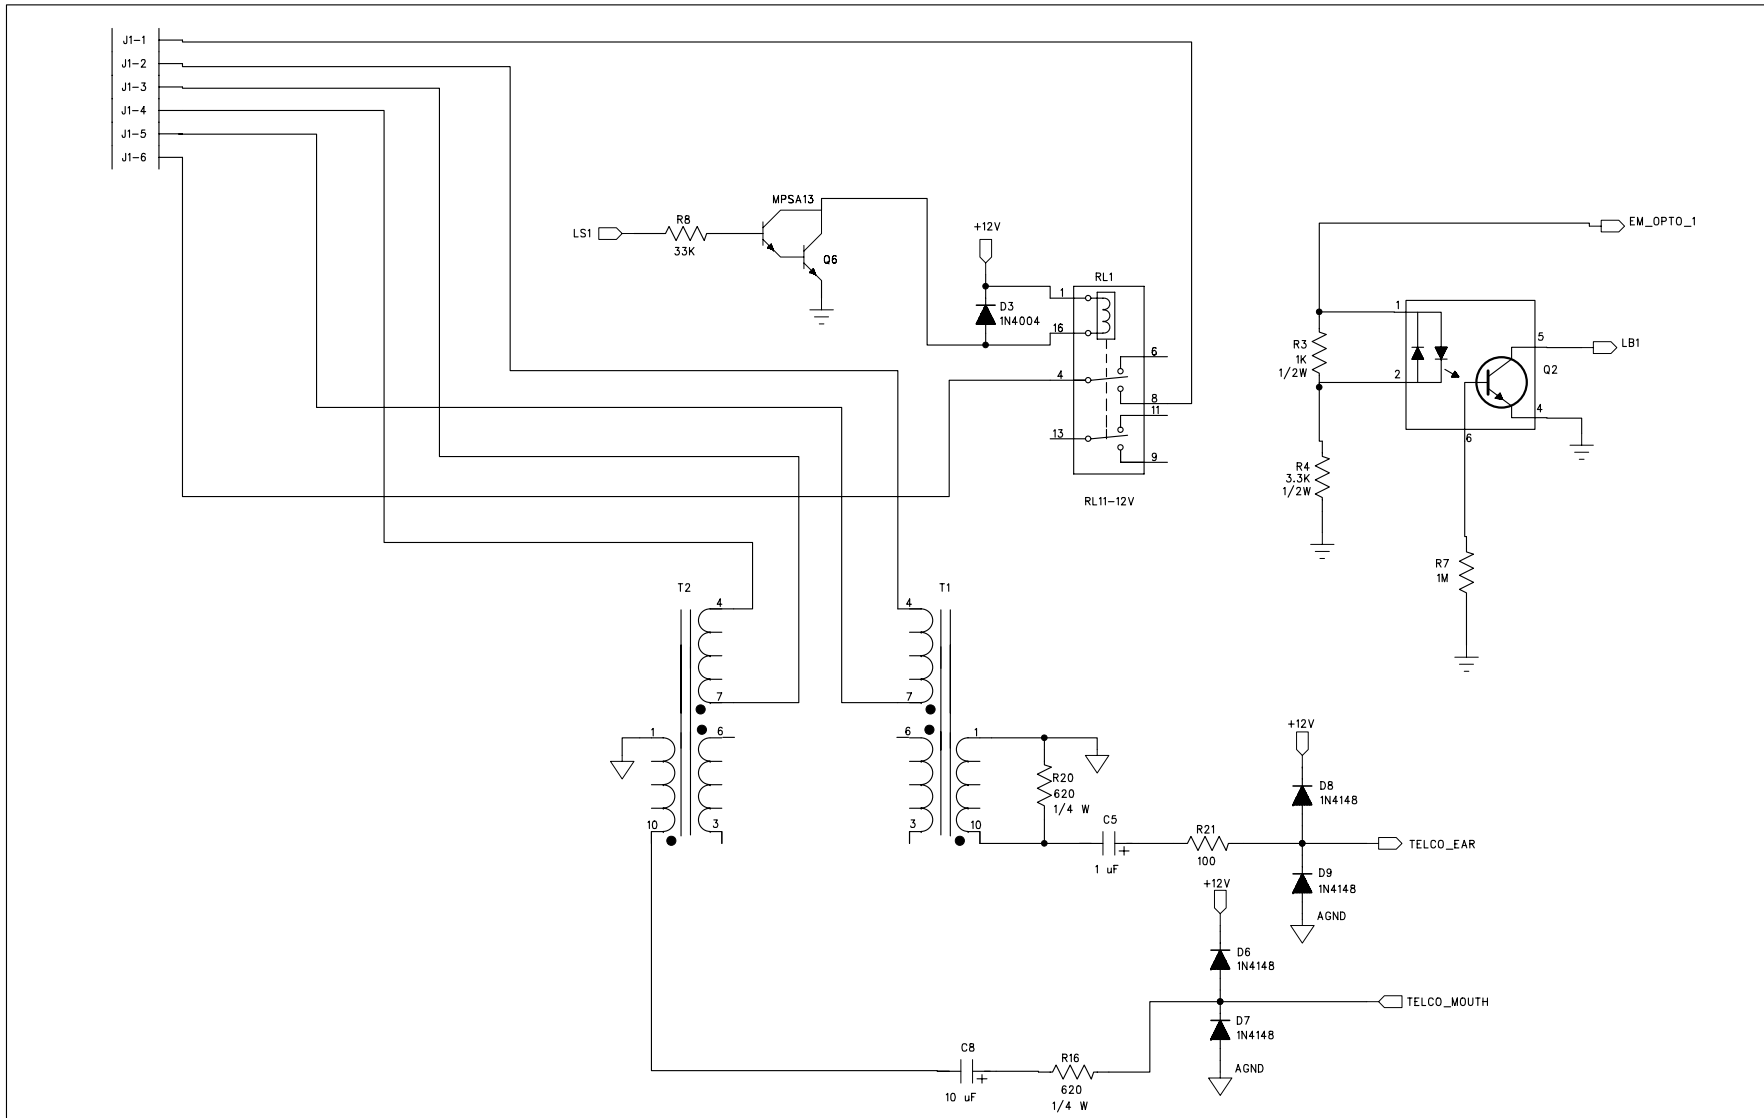 J1-1
J1-2
J1-3
J1-4
J1-5
J1-6
MPSA13
LS1
R8
33K
Q6
+12V
D3
1N4004
RL1
1
16
6
4
8
11
13
9
RL11-12V
EM_OPTO_1
1
R3
1K
1/2W
2
5
LB1
Q2
4
6
R4
3.3K
1/2W
R7
1M
T2
4
7
1
6
10
3
T1
4
7
6
1
3
10
R20
620
1/4 W
C5
1 uF
R21
100
+12V
D8
1N4148
TELCO_EAR
D9
1N4148
AGND
+12V
D6
1N4148
TELCO_MOUTH
D7
1N4148
AGND
C8
10 uF
R16
620
1/4 W